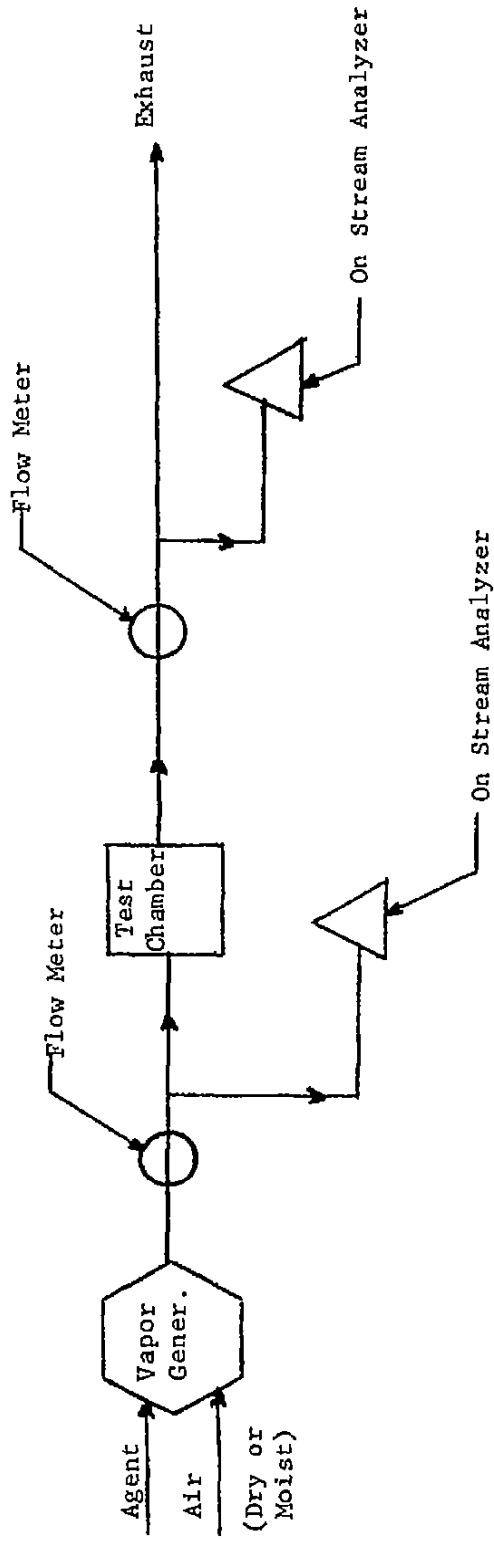 Agent
Air
(Dry or
Moist)
Vapor
Gener.
Flow Meter
On Stream Analyzer
Test
Chamber
Flow Meter
On Stream Analyzer
Exhaust